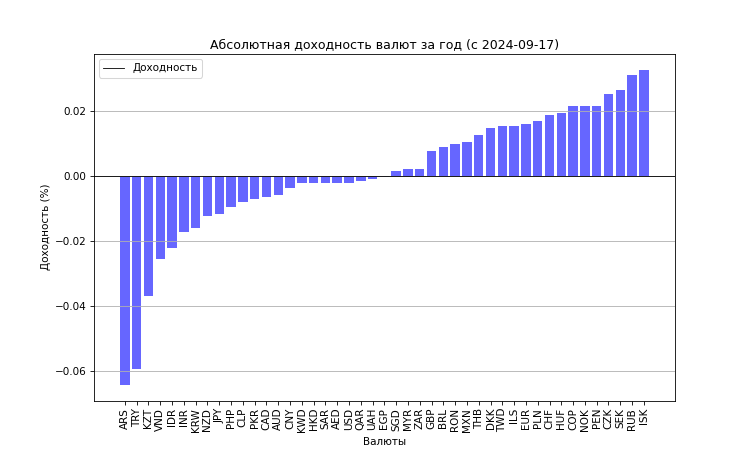 Абсолютная доходность валют за год (с 2024-09-17)
Доходность
0.02
0.00
−0.02
−0.04
−0.06
Доходность (%)
ARS TRY KZT VND IDR INR KRW NZD JPY PHP CLP PKR CAD AUD CNY KWD HKD SAR AED USD QAR UAH EGP SGD MYR ZAR GBP BRL RON MXN THB DKK TWD ILS EUR PLN CHF HUF COP NOK PEN CZK SEK RUB ISK
Валюты